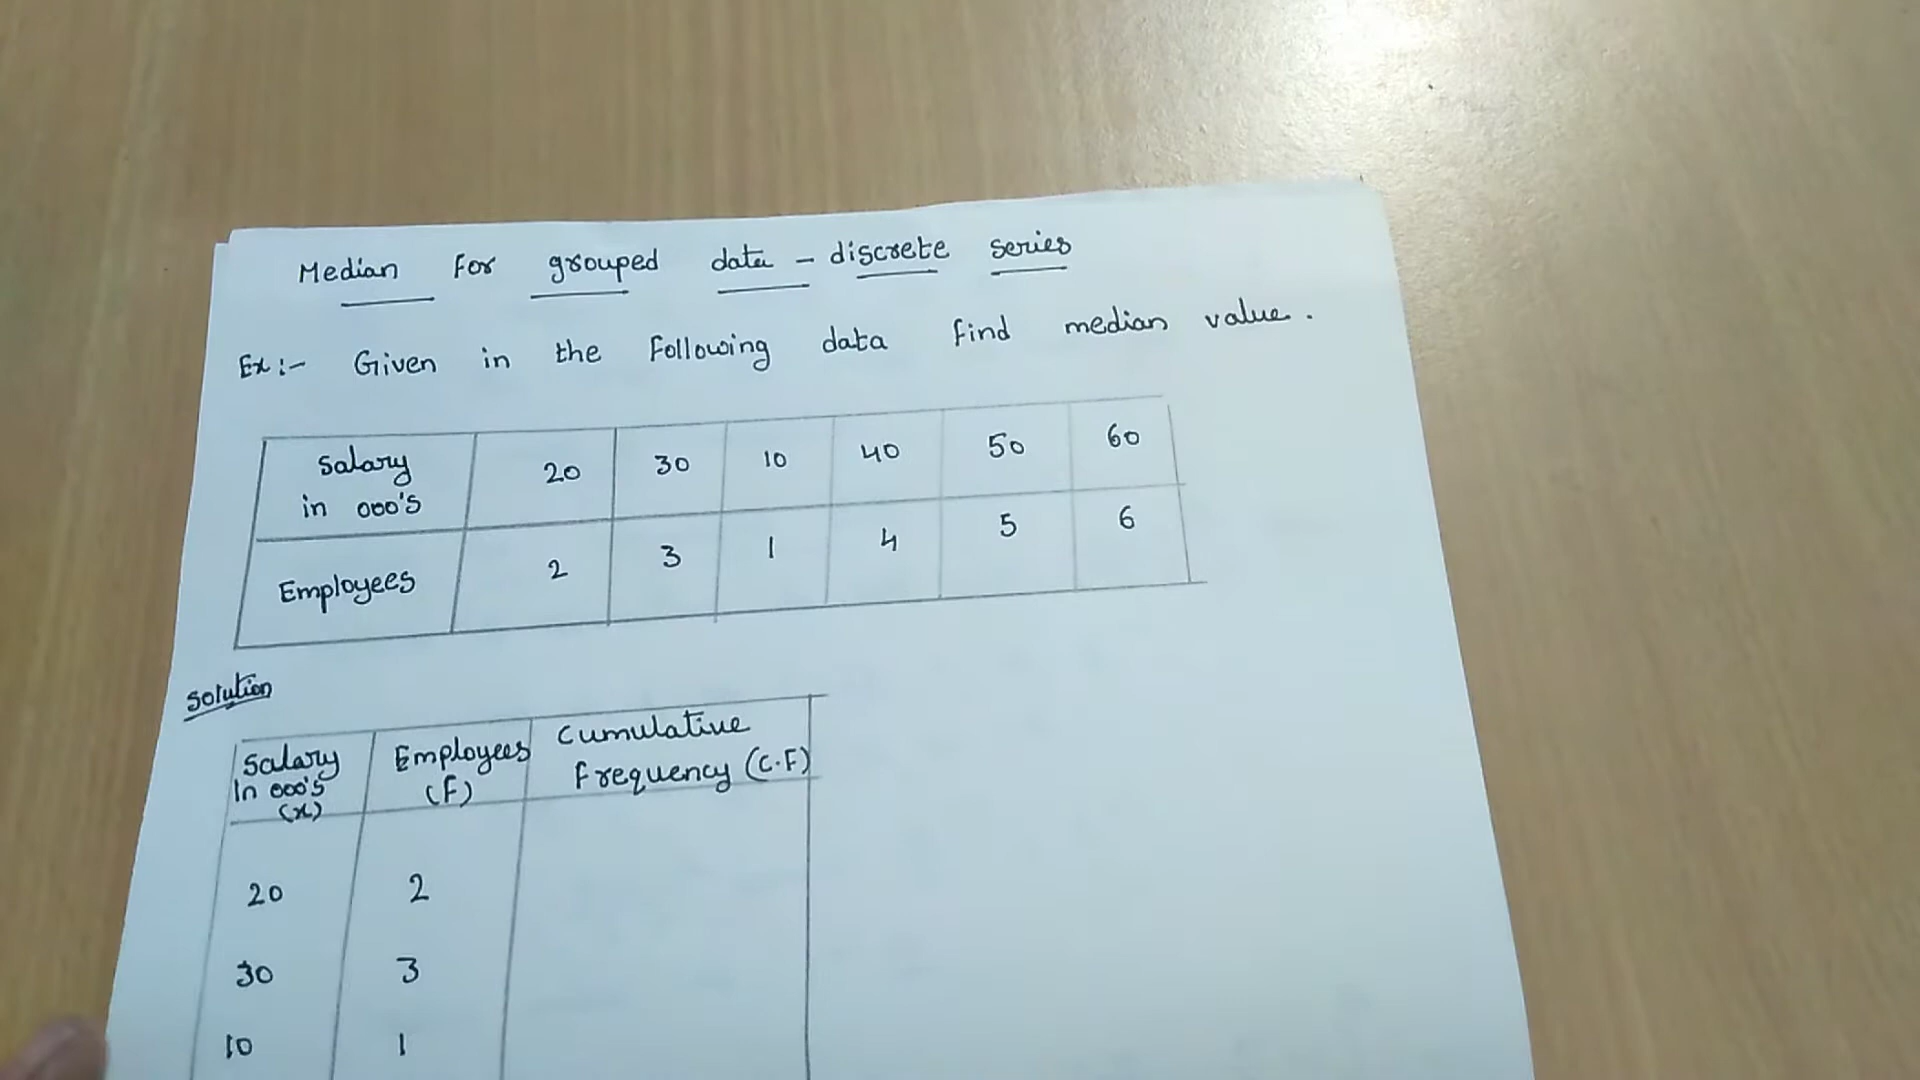 Median for grouped data - discrete series
Ex:- Given in the following data find median value.
Salary in 000's 20 30 10 40 50 60
Employees 2 3 1 4 5 6
Solution
Salary In 000's (x) Employees (F) Cumulative frequency (C.F)
20 2
30 3
10 1